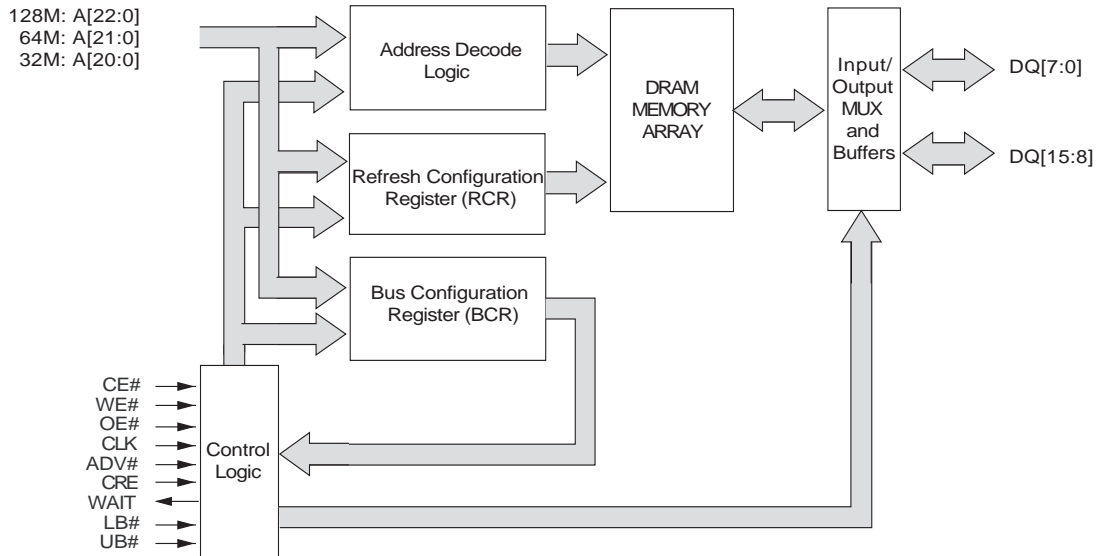 128M: A[22:0]
64M: A[21:0]
32M: A[20:0]
Address Decode
Logic
Refresh Configuration
Register (RCR)
Bus Configuration
Register (BCR)
DRAM
MEMORY
ARRAY
Input/
Output
MUX
and
Buffers
DQ[7:0]
DQ[15:8]
CE#
WE#
OE#
CLK
ADV#
CRE
WAIT
LB#
UB#
Control
Logic